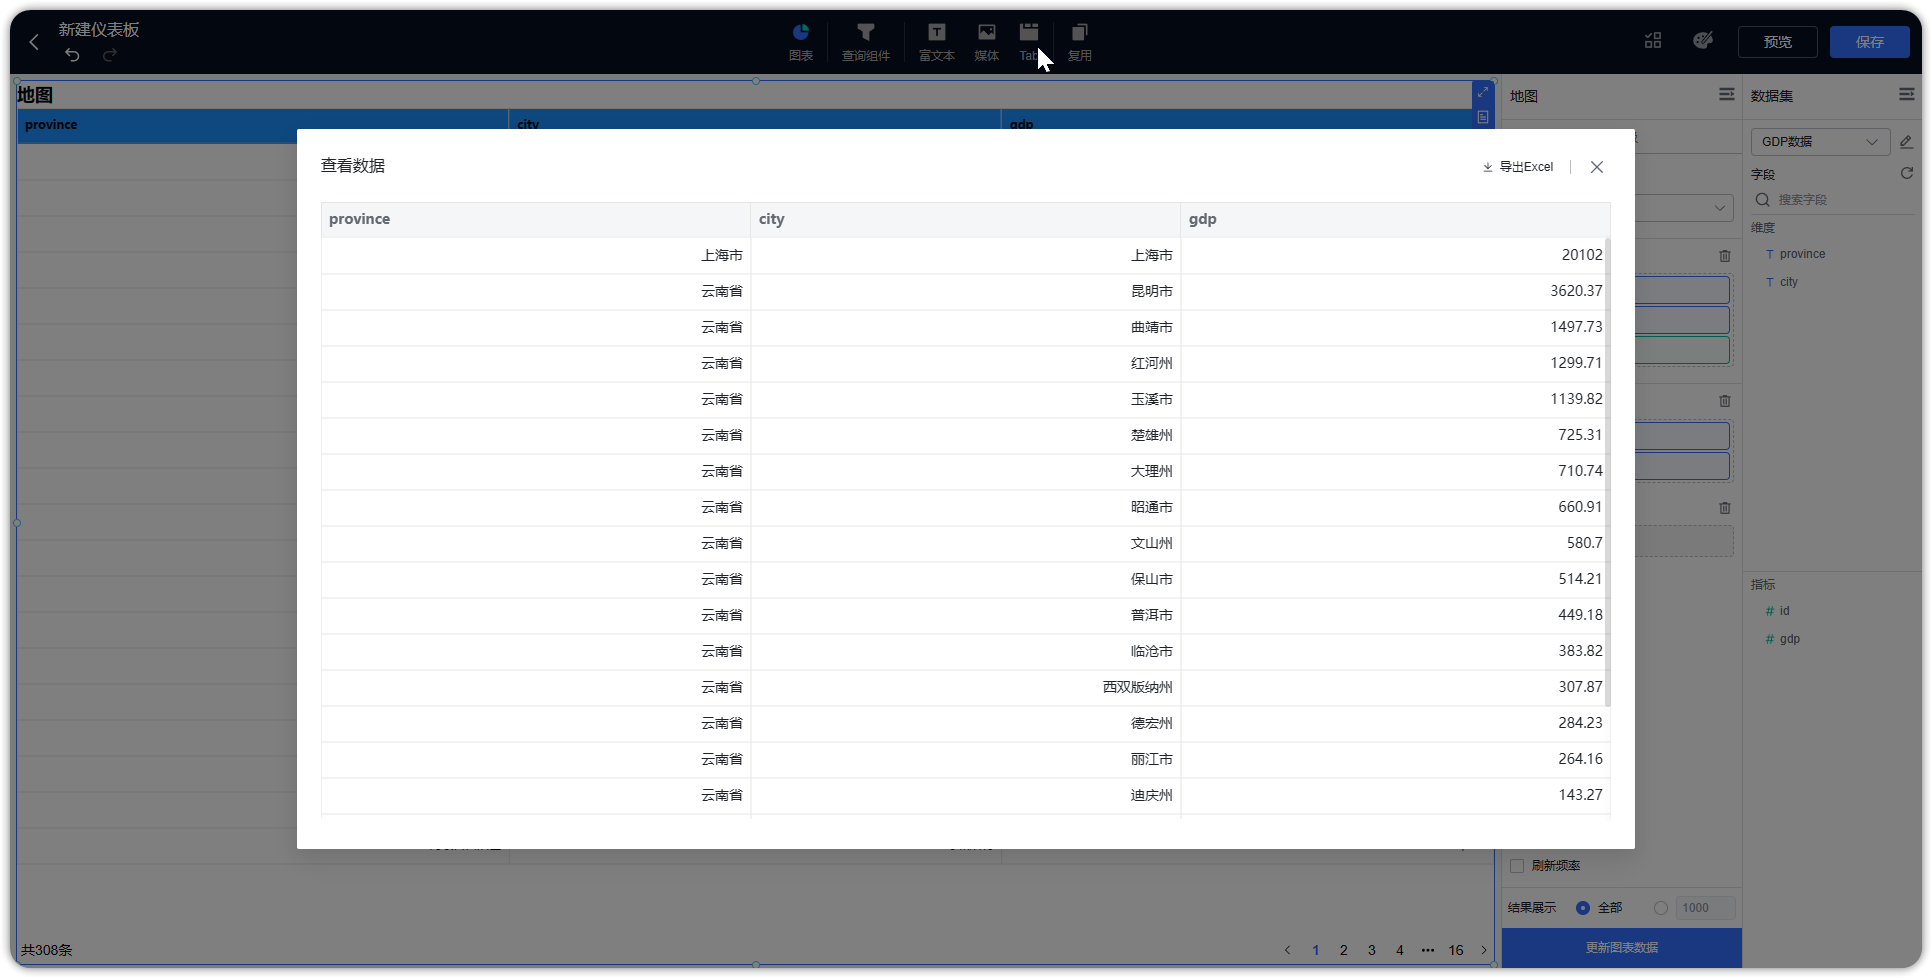 新建仪表板
图表
查询组件
富文本
媒体
Tab
复用
预览
保存
地图
province
city
gdp
查看数据
导出Excel
province city gdp
上海市 上海市 20102
云南省 昆明市 3620.37
云南省 曲靖市 1497.73
云南省 红河州 1299.71
云南省 玉溪市 1139.82
云南省 楚雄州 725.31
云南省 大理州 710.74
云南省 昭通市 660.91
云南省 文山州 580.7
云南省 保山市 514.21
云南省 普洱市 449.18
云南省 临沧市 383.82
云南省 西双版纳州 307.87
云南省 德宏州 284.23
云南省 丽江市 264.16
云南省 迪庆州 143.27
共308条
1 2 3 4 ••• 16
地图
刷新频率
结果展示 全部 1000
更新图表数据
数据集
GDP数据
字段
搜索字段
维度
T province
T city
指标
# id
# gdp